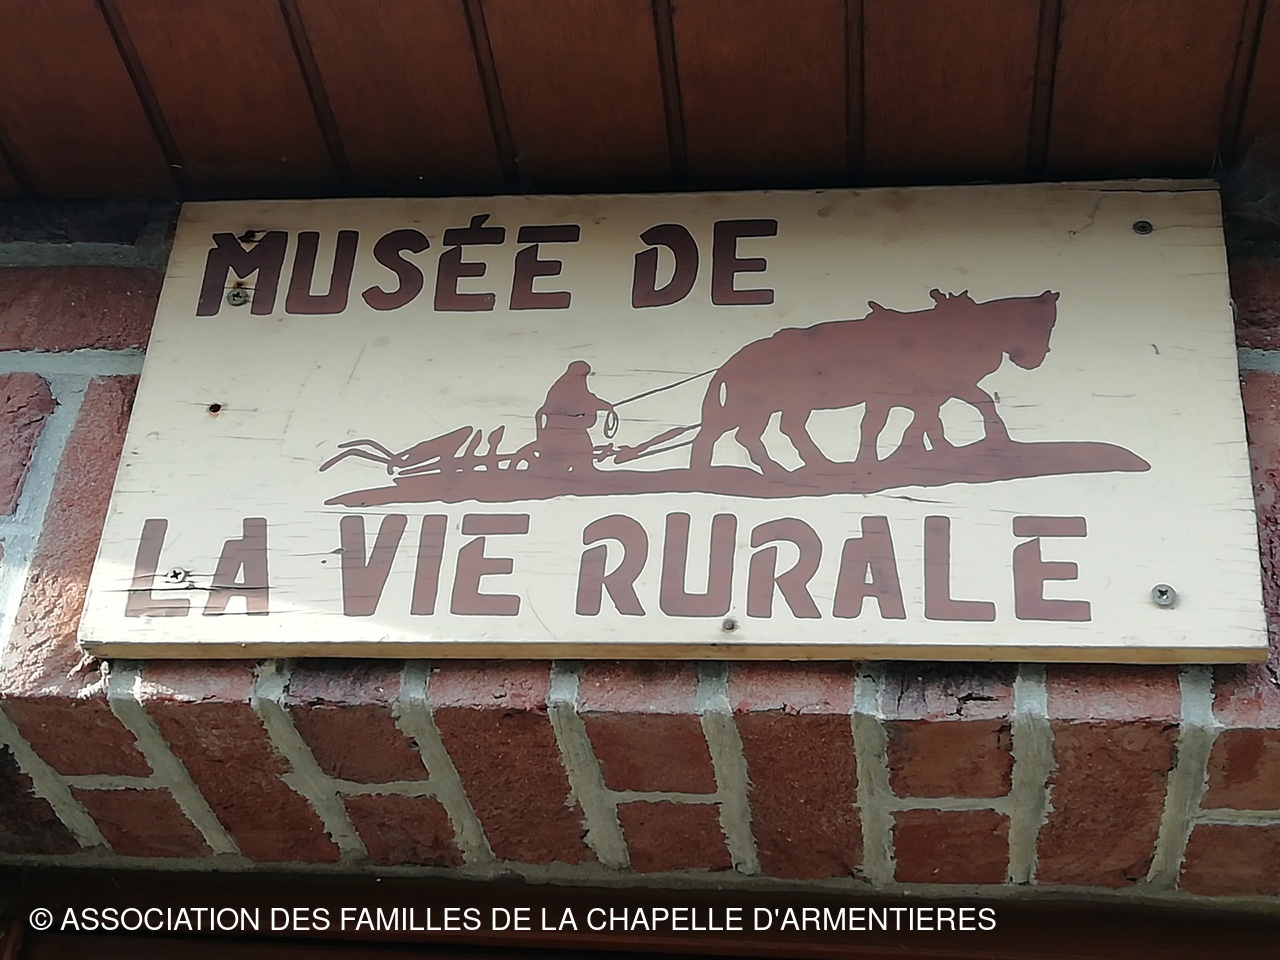 MUSÉE DE
LA VIE RURALE
© ASSOCIATION DES FAMILLES DE LA CHAPELLE D'ARMENTIERES